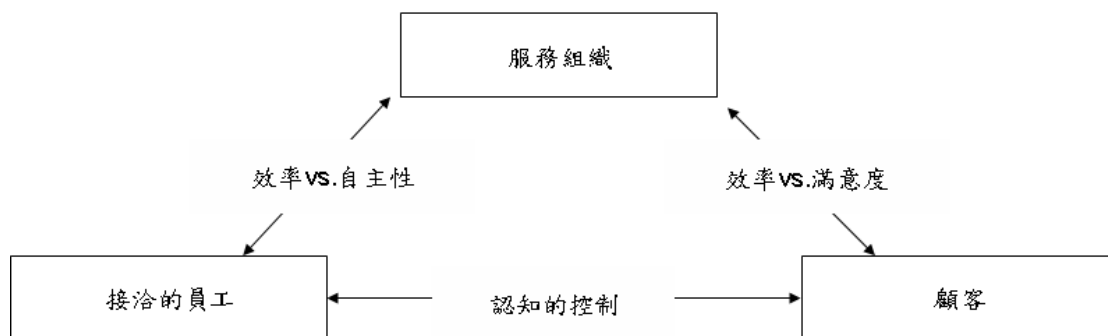 服務組織
效率vs.自主性
效率vs.滿意度
接洽的員工
認知的控制
顧客